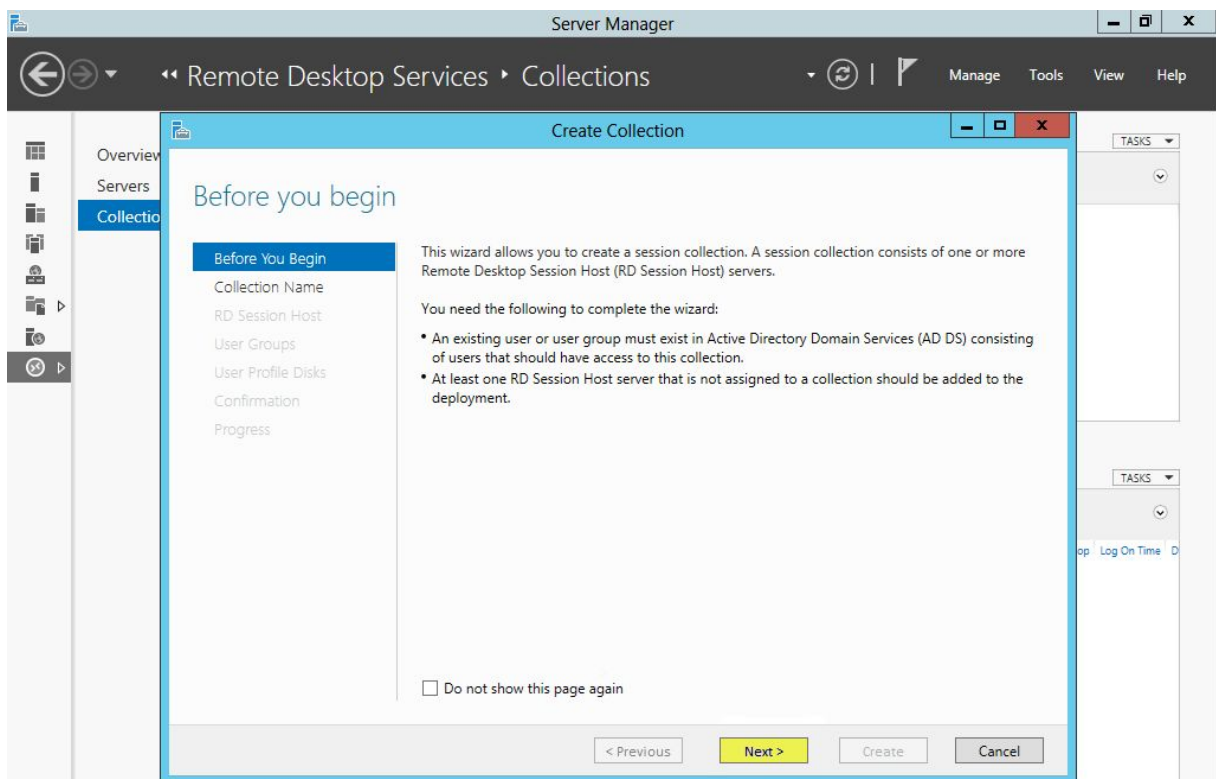 Server Manager
Remote Desktop Services
Collections
Manage
Tools
View
Help
Create Collection
TASKS
Overview
Servers
Collectio
Before you begin
Before You Begin
Collection Name
RD Session Host
User Groups
User Profile Disks
Confirmation
Progress
This wizard allows you to create a session collection. A session collection consists of one or more
Remote Desktop Session Host (RD Session Host) servers.
You need the following to complete the wizard:
• An existing user or user group must exist in Active Directory Domain Services (AD DS) consisting
of users that should have access to this collection.
• At least one RD Session Host server that is not assigned to a collection should be added to the
deployment.
TASKS
op
Log On Time
D
Do not show this page again
< Previous
Next >
Create
Cancel